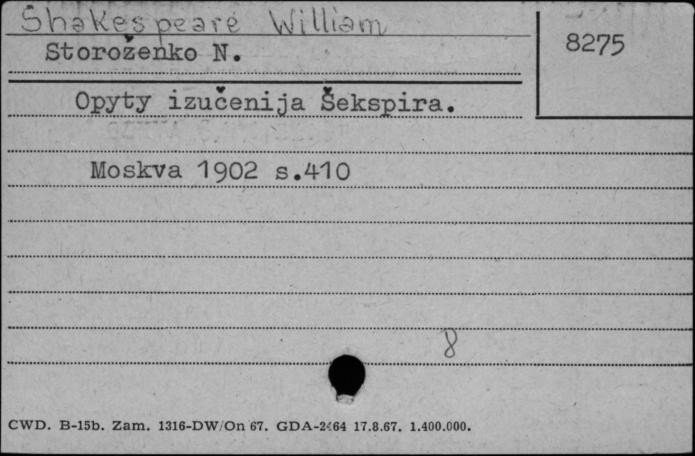 Shakespeare William
Storoženko N.
8275
Opyty izučenija Šekspira.
Moskva 1902 s.410
8
CWD. B-15b. Zam. 1316-DW/On 67. GDA-2464 17.8.67. 1.400.000.